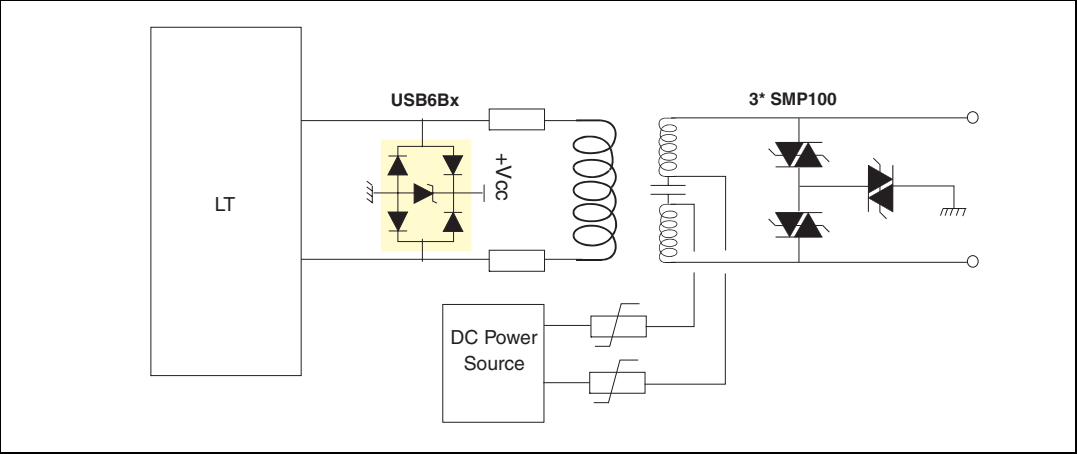 USB6Bx
3* SMP100
+Vcc
LT
DC Power
Source